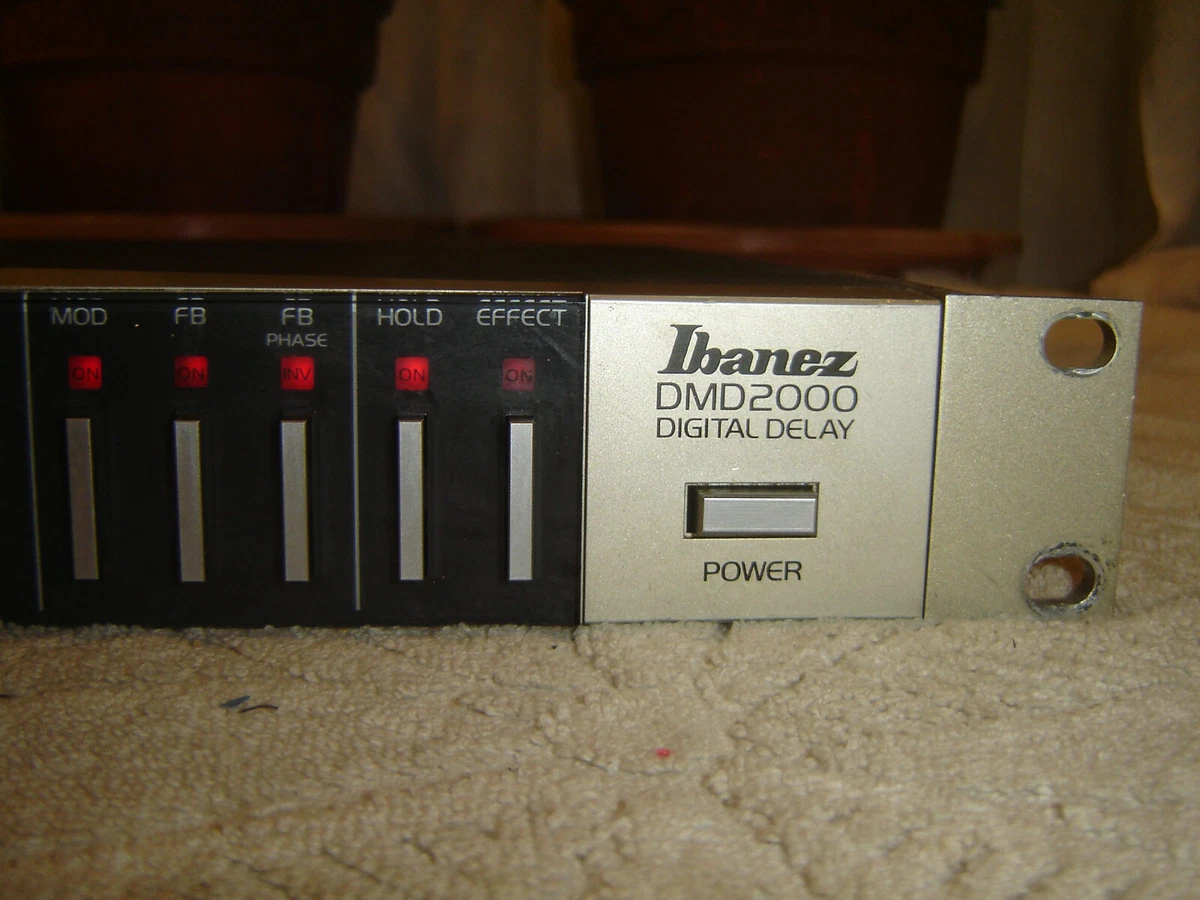 MOD FB FB HOLD EFFECT
PHASE
ON ON INV ON ON
Ibanez
DMD2000
DIGITAL DELAY
POWER